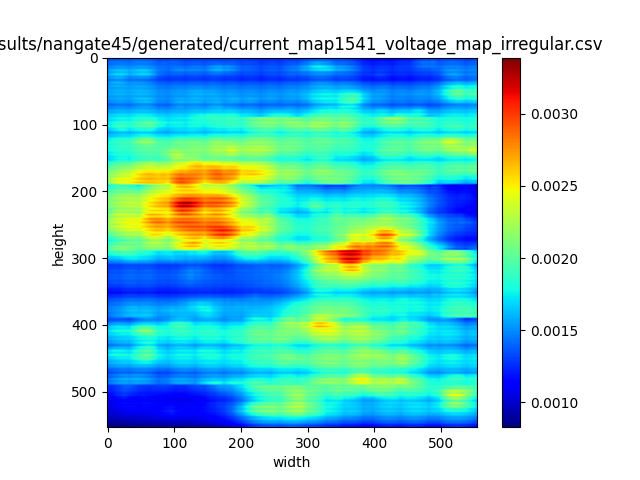 sults/nangate45/generated/current_map1541_voltage_map_irregular.csv
0
100
200
300
400
500
height
0 100 200 300 400 500
width
0.0030
0.0025
0.0020
0.0015
0.0010